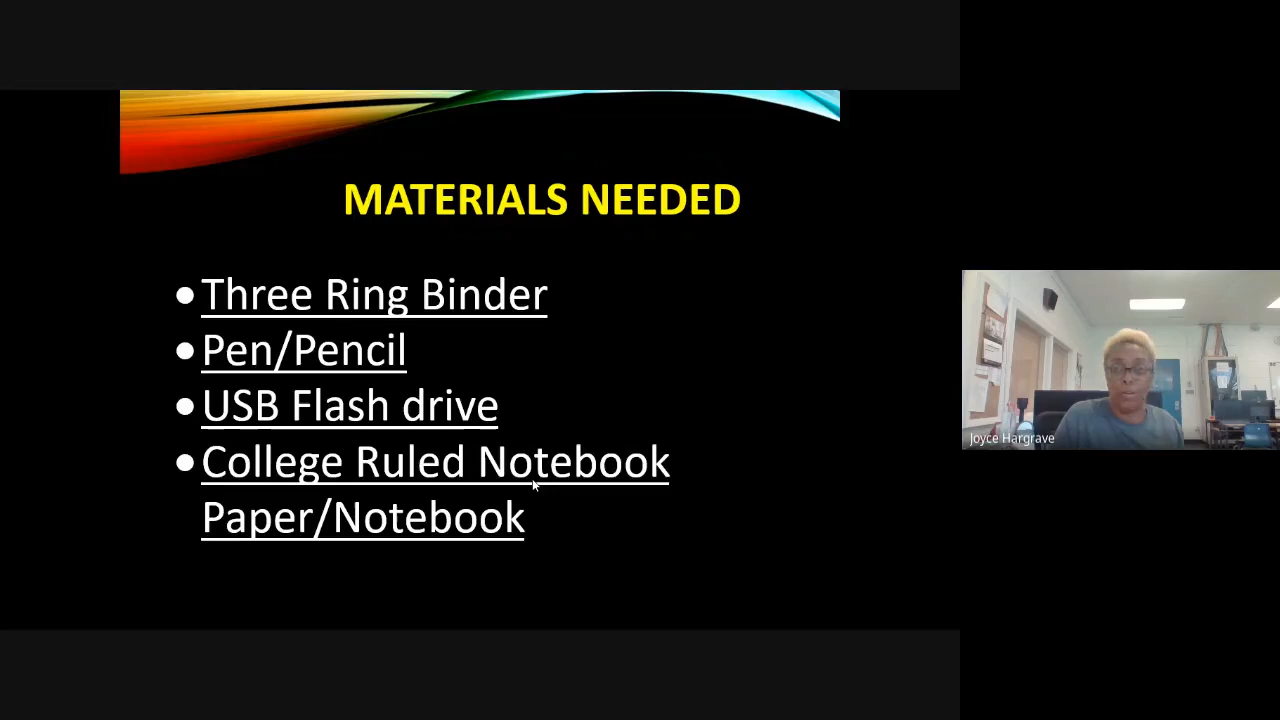 MATERIALS NEEDED
•Three Ring Binder
•Pen/Pencil
•USB Flash drive
•College Ruled Notebook
Paper/Notebook
Joyce Hargrave